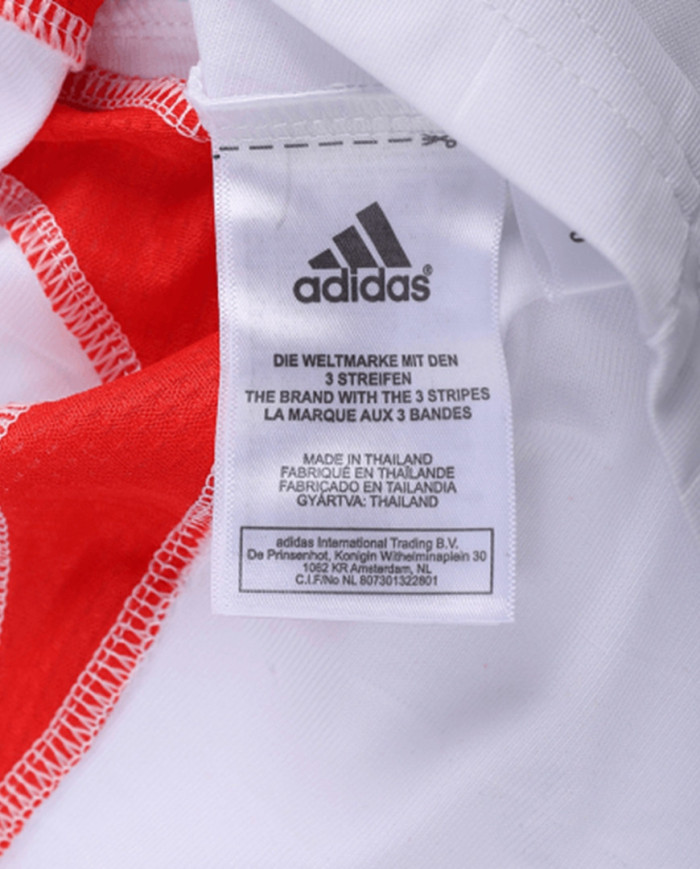 adidas®
DIE WELTMARKE MIT DEN
3 STREIFEN
THE BRAND WITH THE 3 STRIPES
LA MARQUE AUX 3 BANDES
MADE IN THAILAND
FABRIQUÉ EN THAÏLANDE
FABRICADO EN TAILANDIA
GYÁRTVA: THAILAND
adidas International Trading B.V.
De Prinsenhot, Konigin Witheiminaplein 30
1062 KR Amsterdam, NL
C.I.F/No NL 807301322801